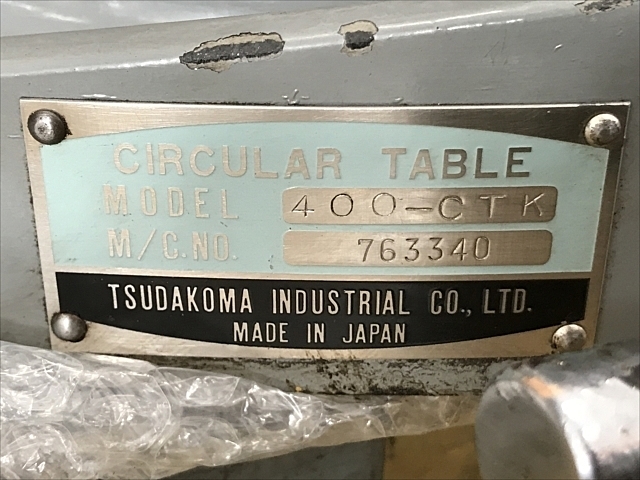 CIRCULAR TABLE
MODEL 400-CTK
M/C.NO. 763340
TSUDAKOMA INDUSTRIAL CO., LTD.
MADE IN JAPAN